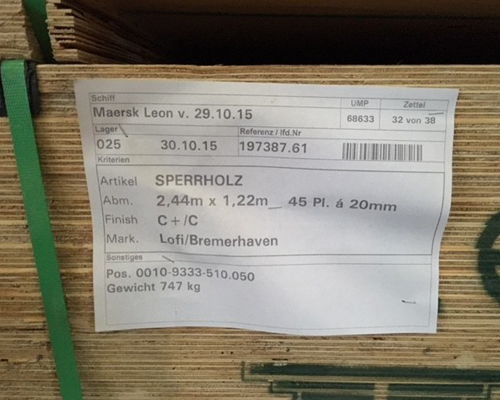 Schiff
Maersk Leon v. 29.10.15
UMP
68633
Zettel
32 von 38
Lager
025 30.10.15
Referenz / lfd.Nr
197387.61
Kriterien
Artikel SPERRHOLZ
Abm. 2,44m x 1,22m_ 45 Pl. á 20mm
Finish C+/C
Mark. Lofi/Bremerhaven
Sonstiges
Pos. 0010-9333-510.050
Gewicht 747 kg